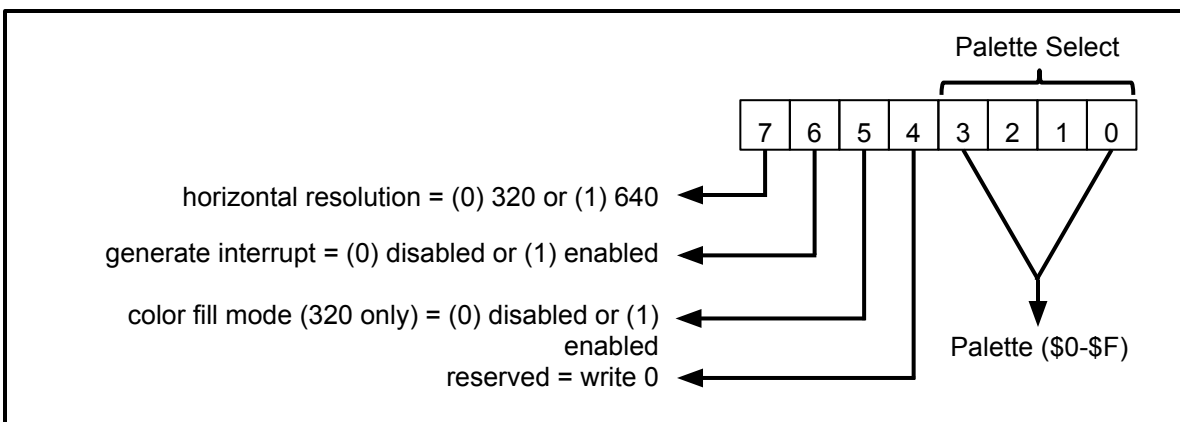 Palette Select
7 6 5 4 3 2 1 0
horizontal resolution = (0) 320 or (1) 640
generate interrupt = (0) disabled or (1) enabled
color fill mode (320 only) = (0) disabled or (1)
enabled
Palette ($0-$F)
reserved = write 0